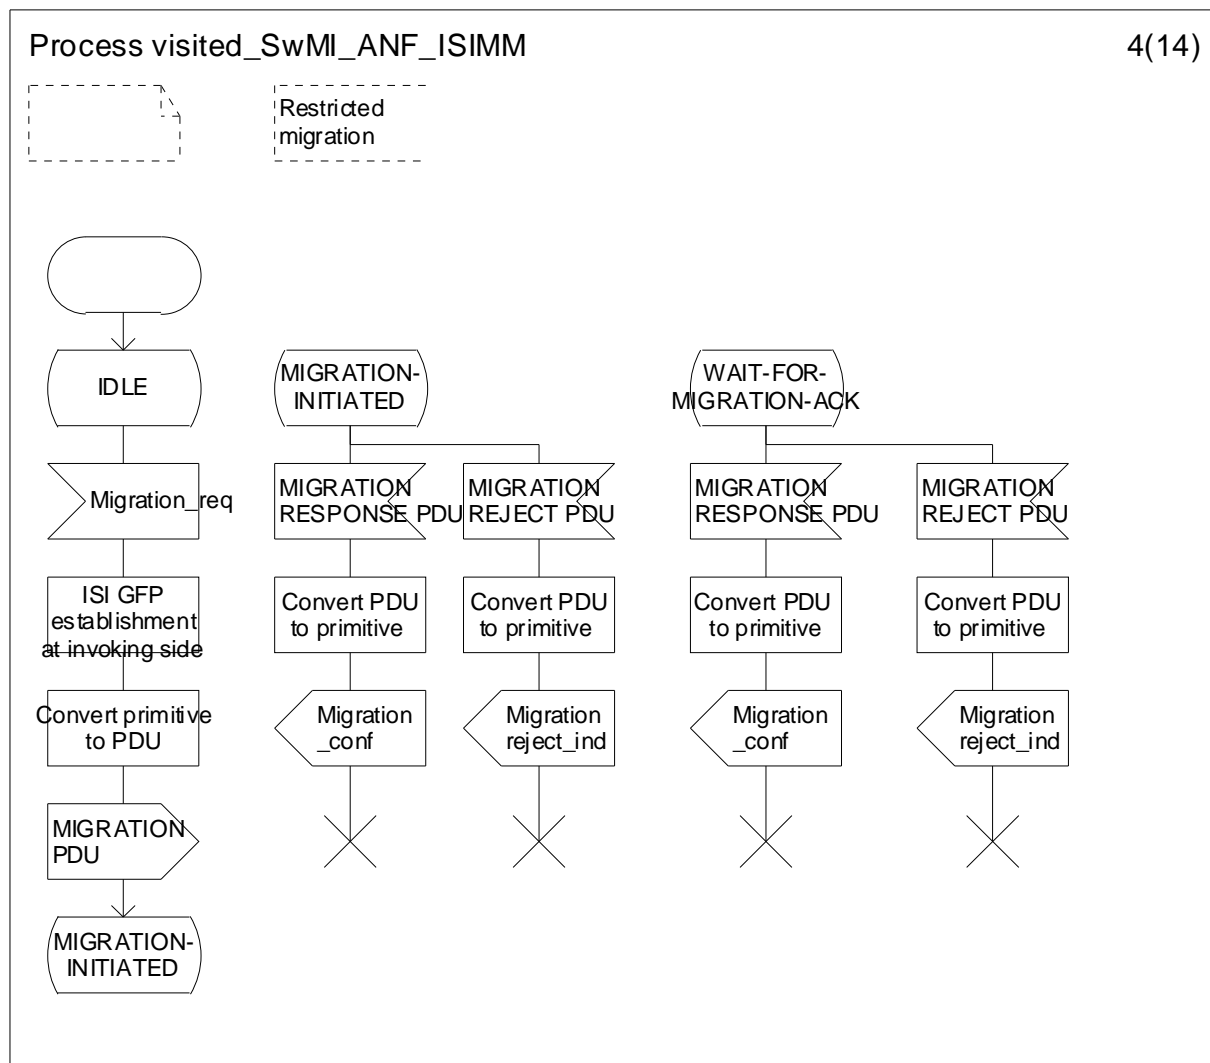 Process visited_SwMI_ANF_ISIMM
4(14)
Restricted
migration
IDLE
MIGRATION-
INITIATED
WAIT-FOR-
MIGRATION-ACK
Migration_req
MIGRATION
RESPONSE PDU
MIGRATION
REJECT PDU
MIGRATION
RESPONSE PDU
MIGRATION
REJECT PDU
ISI GFP
establishment
at invoking side
Convert PDU
to primitive
Convert PDU
to primitive
Convert PDU
to primitive
Convert PDU
to primitive
Convert primitive
to PDU
Migration
_conf
Migration
reject_ind
Migration
_conf
Migration
reject_ind
MIGRATION
PDU
MIGRATION-
INITIATED